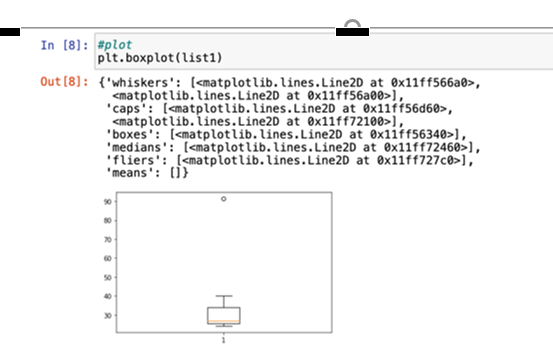 In [8]: #plot
plt.boxplot(list1)
Out[8]: {'whiskers': [<matplotlib.lines.Line2D at 0x11ff566a0>,
<matplotlib.lines.Line2D at 0x11ff56a00>],
'caps': [<matplotlib.lines.Line2D at 0x11ff56d60>,
<matplotlib.lines.Line2D at 0x11ff72100>],
'boxes': [<matplotlib.lines.Line2D at 0x11ff56340>],
'medians': [<matplotlib.lines.Line2D at 0x11ff72460>],
'fliers': [<matplotlib.lines.Line2D at 0x11ff727c0>],
'means': []}
90
80
70
60
50
40
30
1